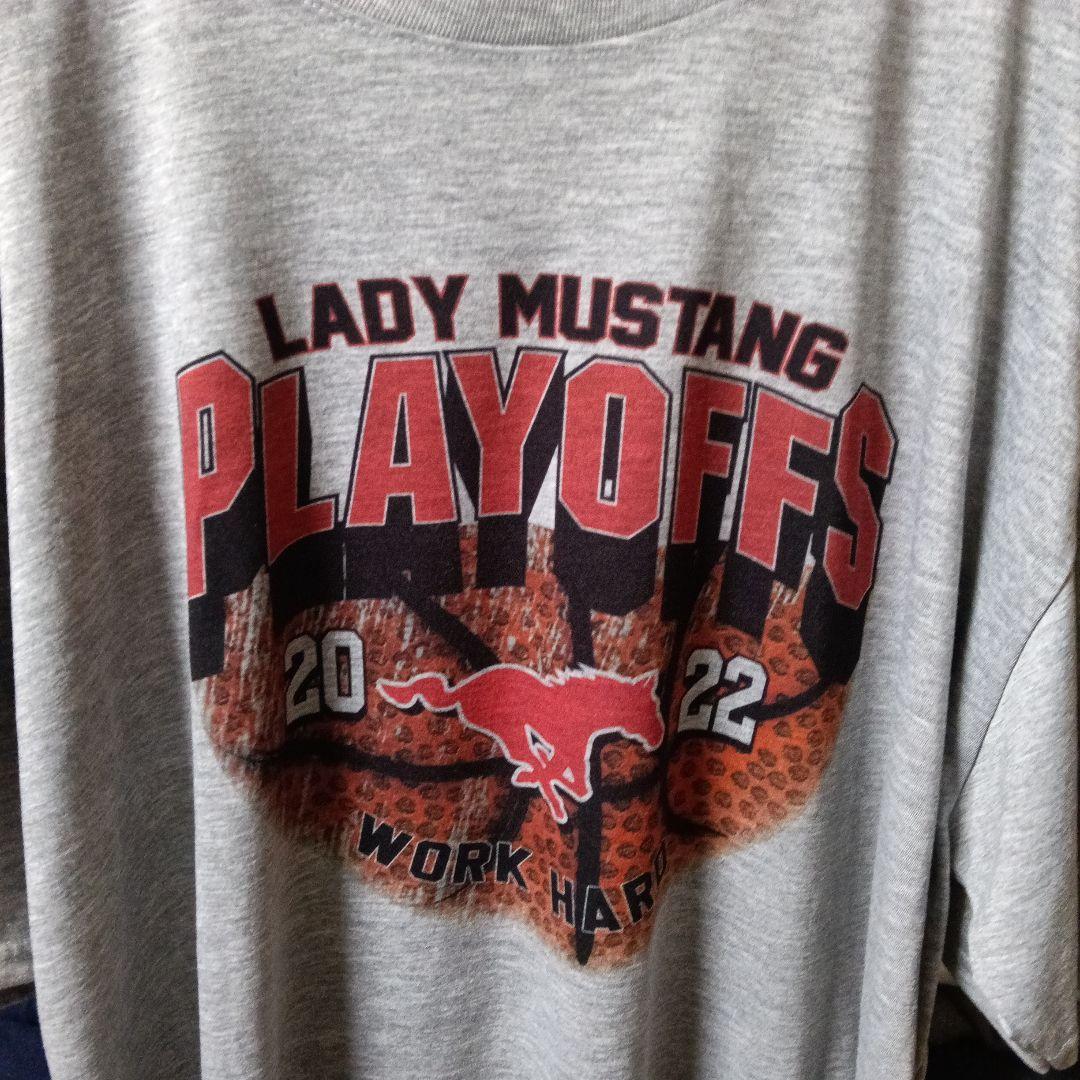 LADY MUSTANG
PLAYOFFS
20 22
WORK HARD